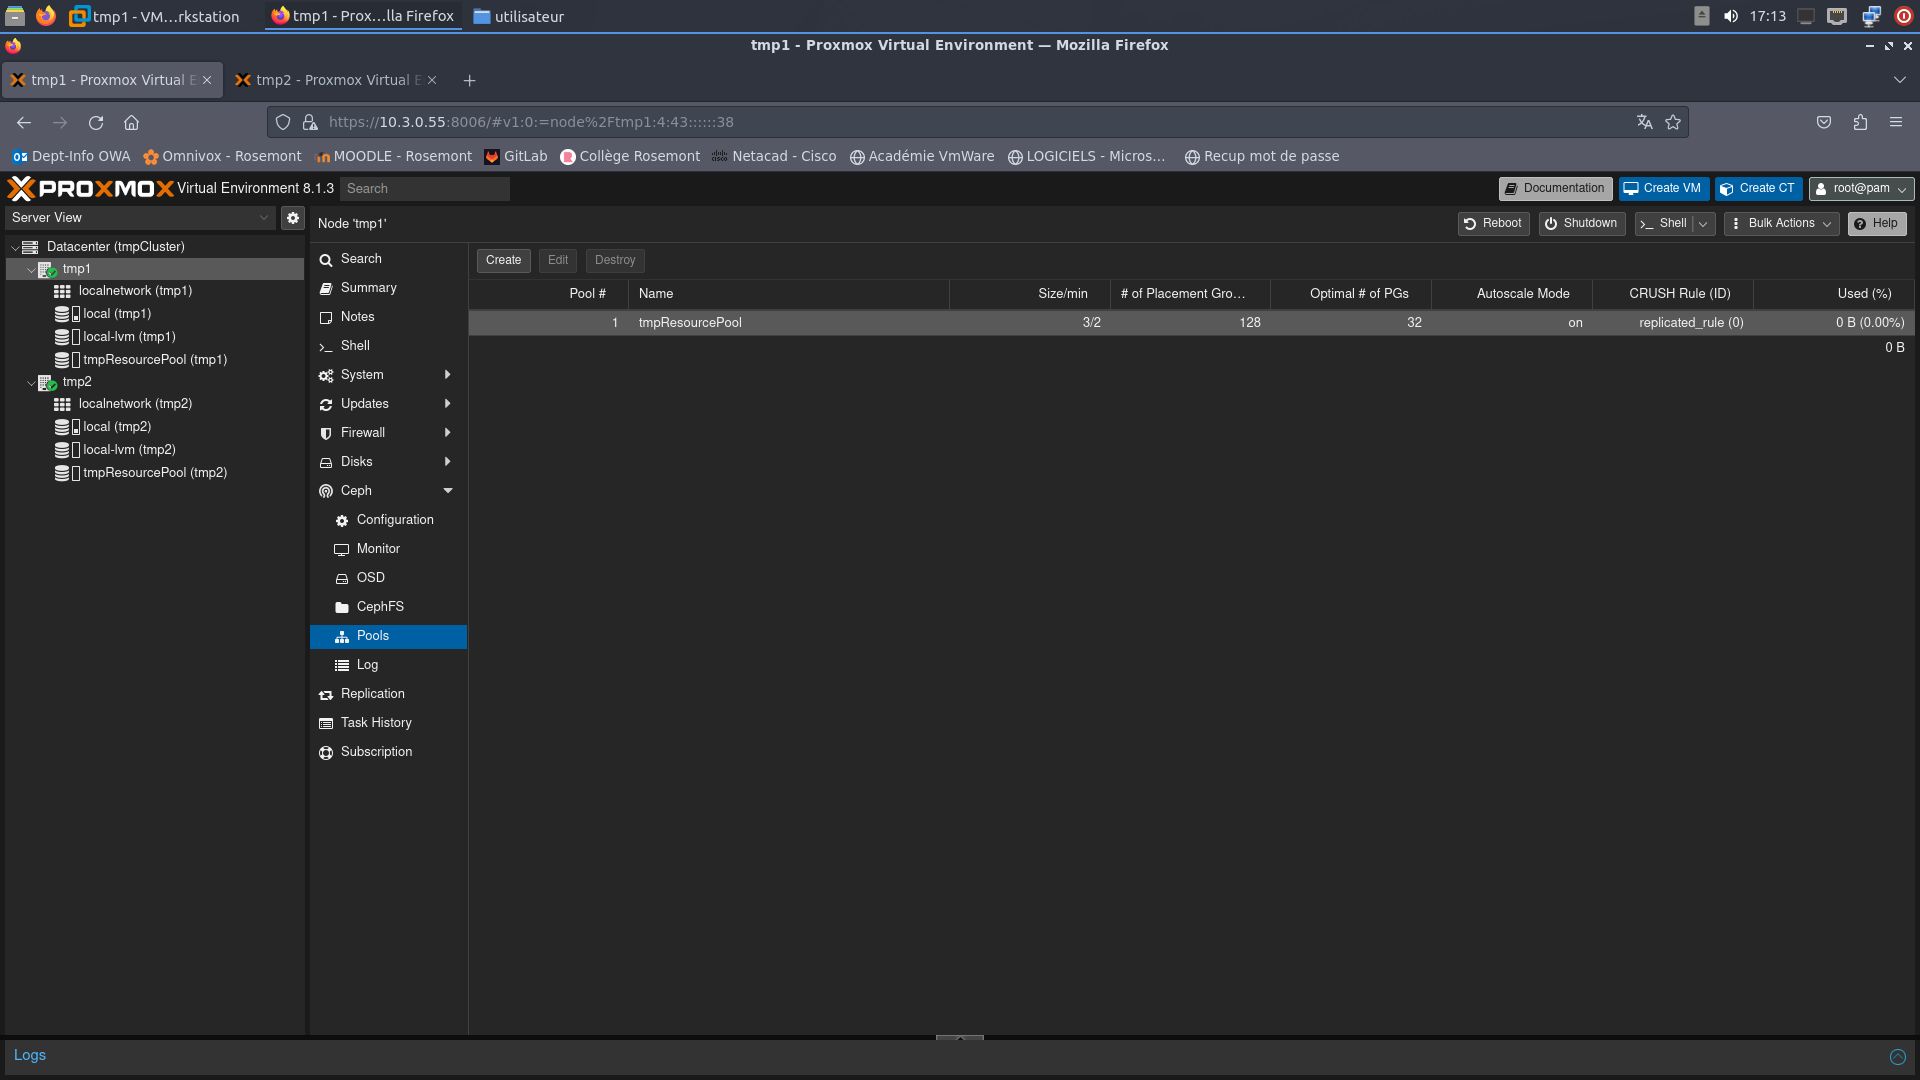 tmp1 - VM...rkstation
tmp1 - Prox...lla Firefox
utilisateur
17:13
tmp1 - Proxmox Virtual Environment — Mozilla Firefox
tmp1 - Proxmox Virtual E
tmp2 - Proxmox Virtual E
https://10.3.0.55:8006/#v1:0:=node%2Ftmp1:4:43::::::38
Dept-Info OWA
Omnivox - Rosemont
MOODLE - Rosemont
GitLab
Collège Rosemont
Netacad - Cisco
Académie VmWare
LOGICIELS - Micros...
Recup mot de passe
PROXMOX Virtual Environment 8.1.3
Search
Documentation
Create VM
Create CT
root@pam
Server View
Node 'tmp1'
Reboot
Shutdown
Shell
Bulk Actions
Help
Datacenter (tmpCluster)
tmp1
localnetwork (tmp1)
local (tmp1)
local-lvm (tmp1)
tmpResourcePool (tmp1)
tmp2
localnetwork (tmp2)
local (tmp2)
local-lvm (tmp2)
tmpResourcePool (tmp2)
Search
Summary
Notes
Shell
System
Updates
Firewall
Disks
Ceph
Configuration
Monitor
OSD
CephFS
Pools
Log
Replication
Task History
Subscription
Create
Edit
Destroy
Pool # Name Size/min # of Placement Gro... Optimal # of PGs Autoscale Mode CRUSH Rule (ID) Used (%)
1 tmpResourcePool 3/2 128 32 on replicated_rule (0) 0 B (0.00%)
0 B
Logs